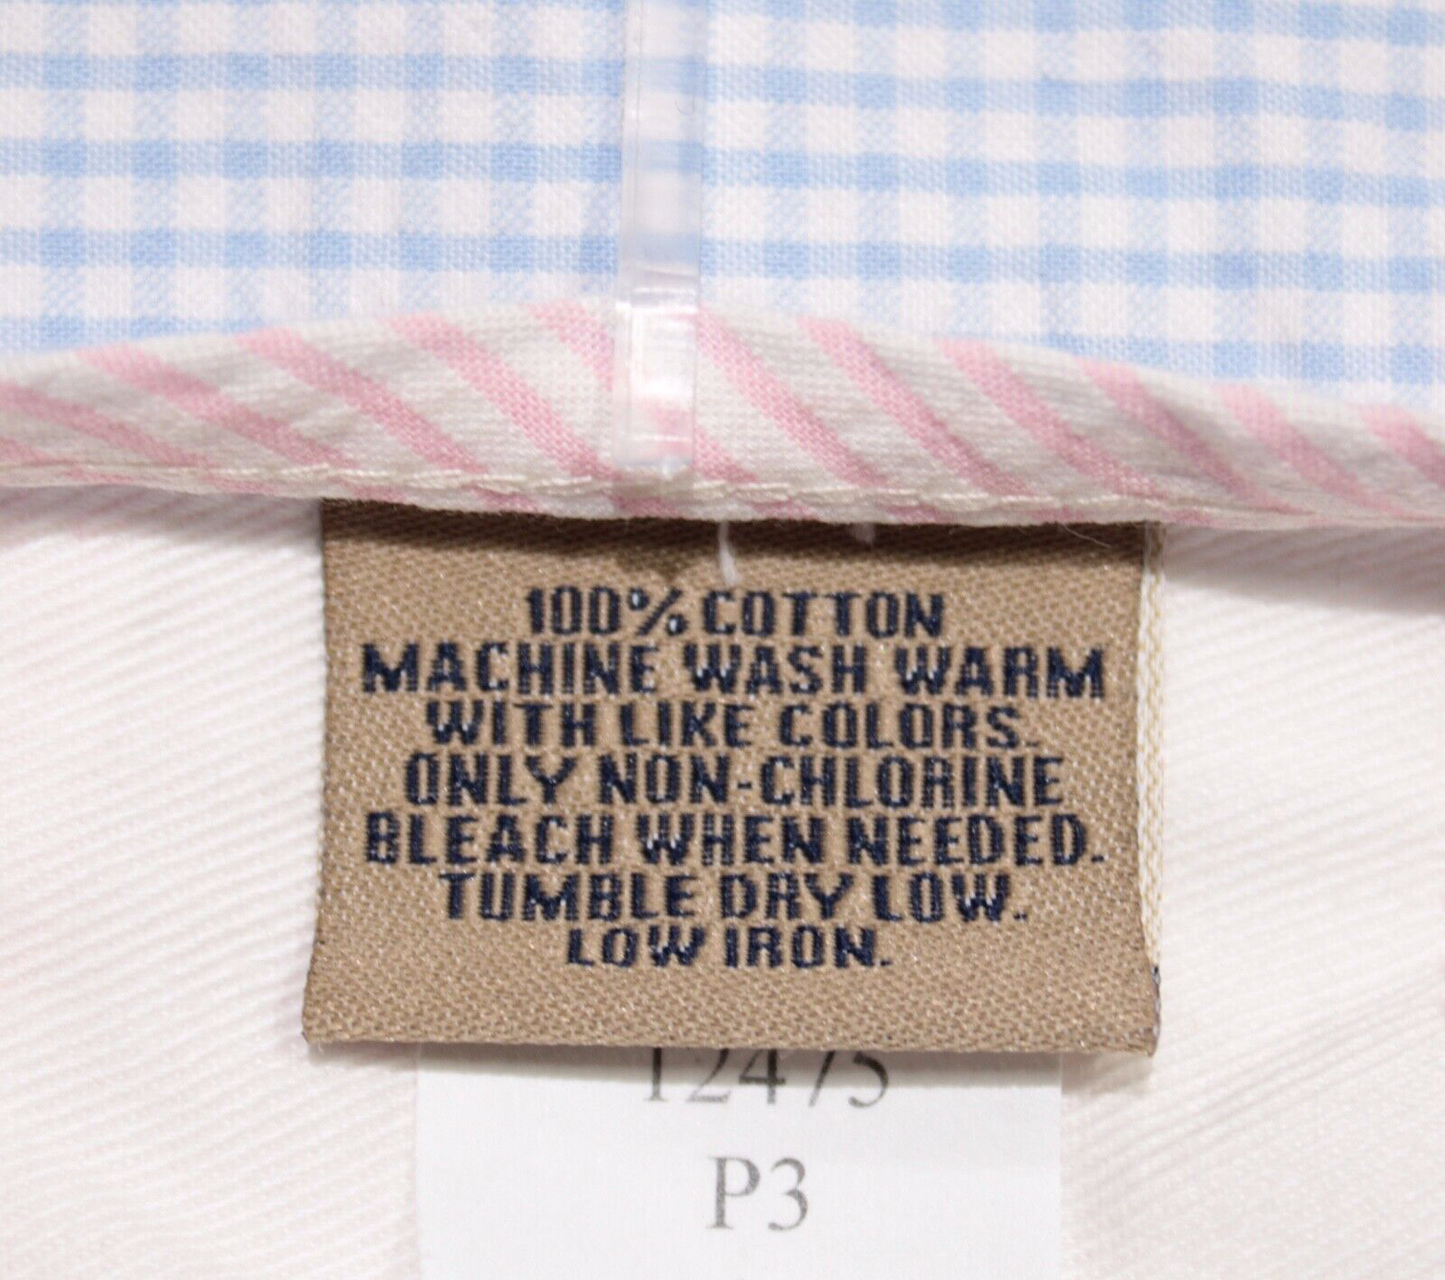 100% COTTON
MACHINE WASH WARM
WITH LIKE COLORS.
ONLY NON-CHLORINE
BLEACH WHEN NEEDED.
TUMBLE DRY LOW.
LOW IRON.
12475
P3